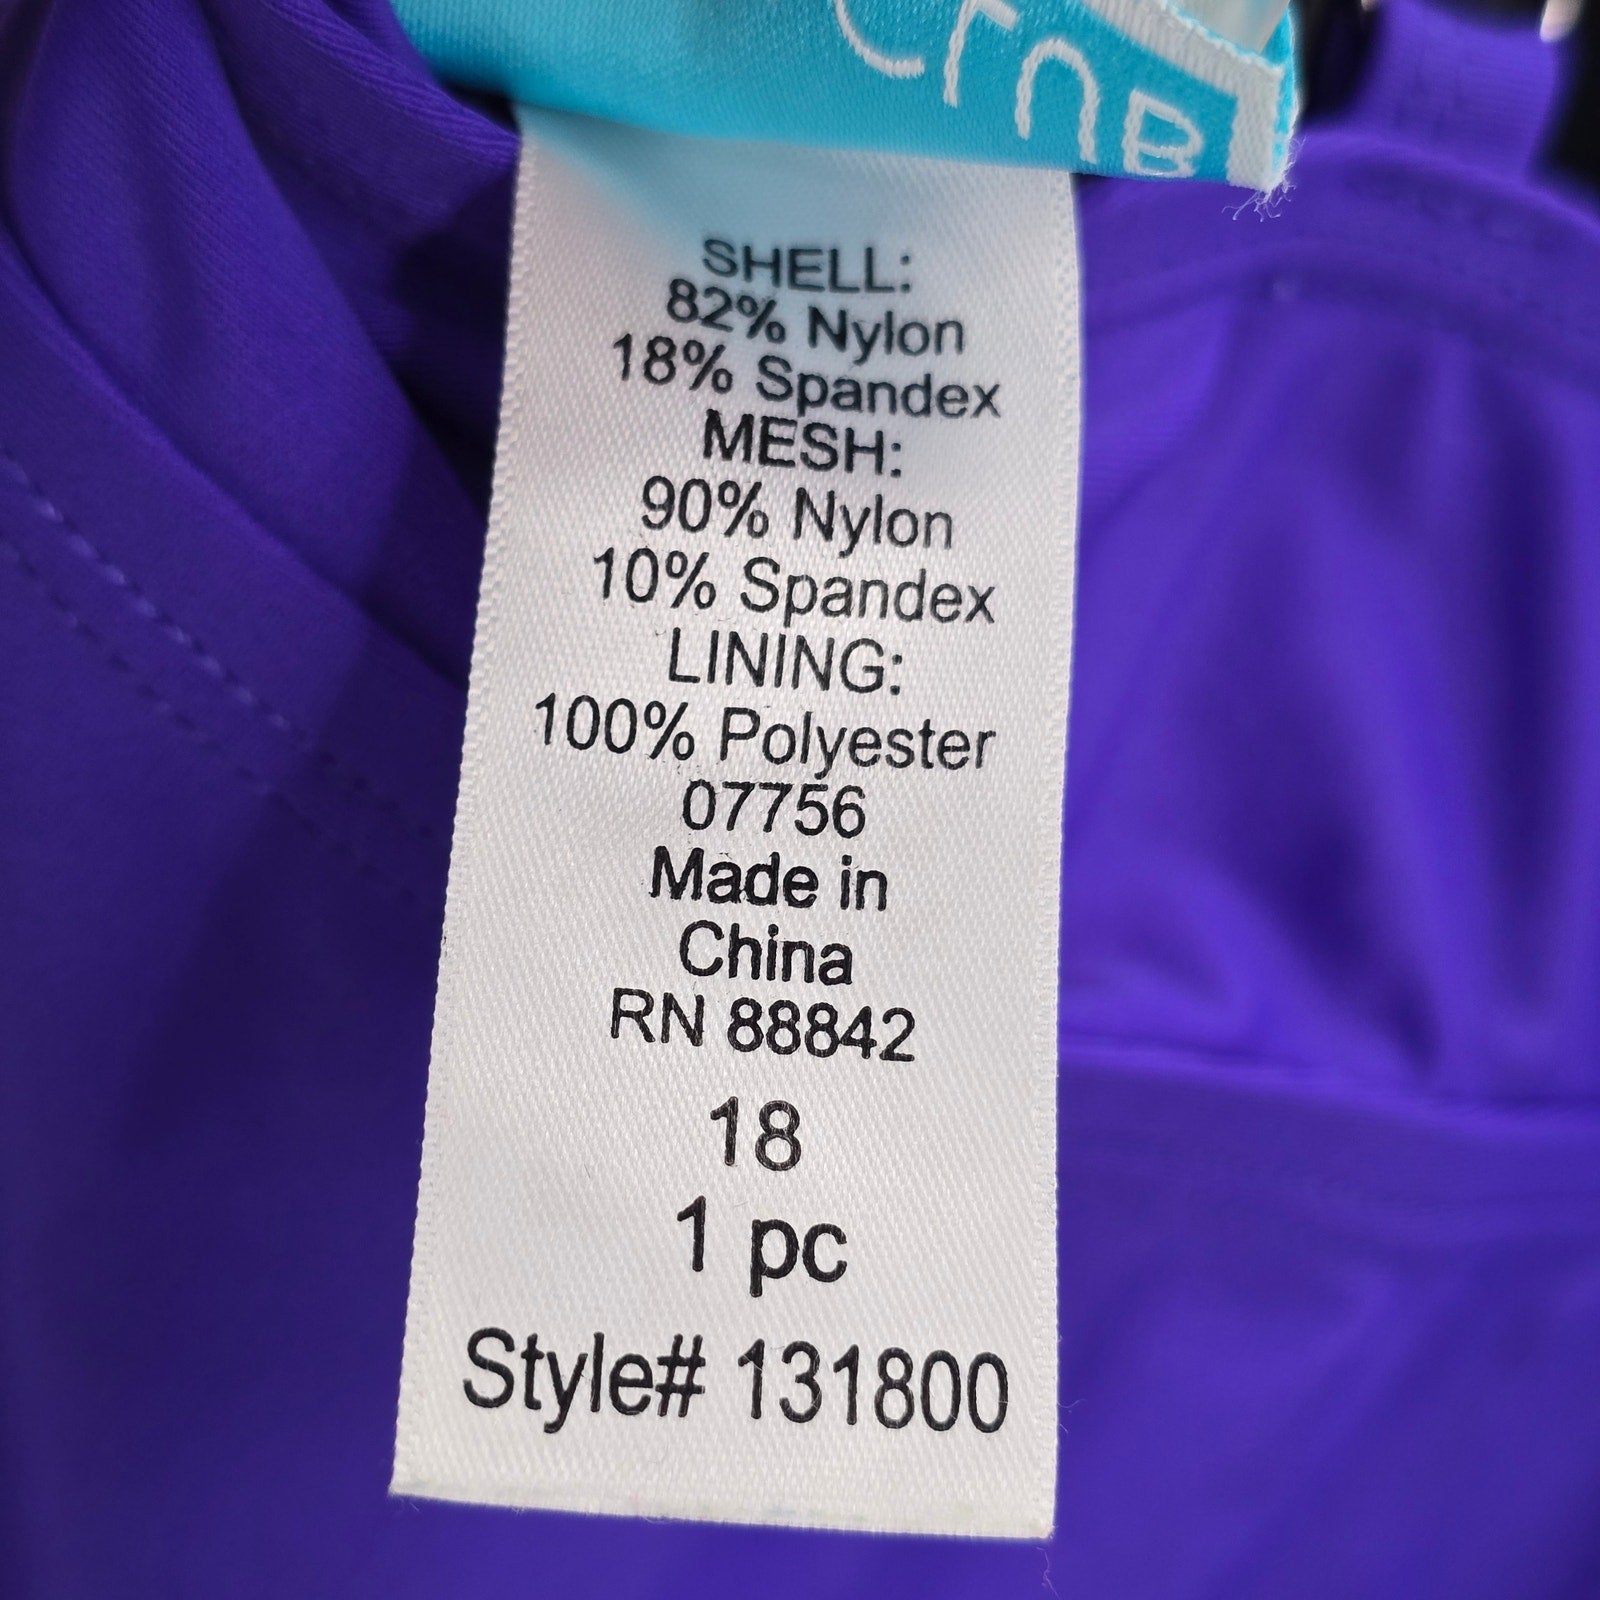 CLUB
SHELL:
82% Nylon
18% Spandex
MESH:
90% Nylon
10% Spandex
LINING:
100% Polyester
07756
Made in
China
RN 88842
18
1 pc
Style# 131800